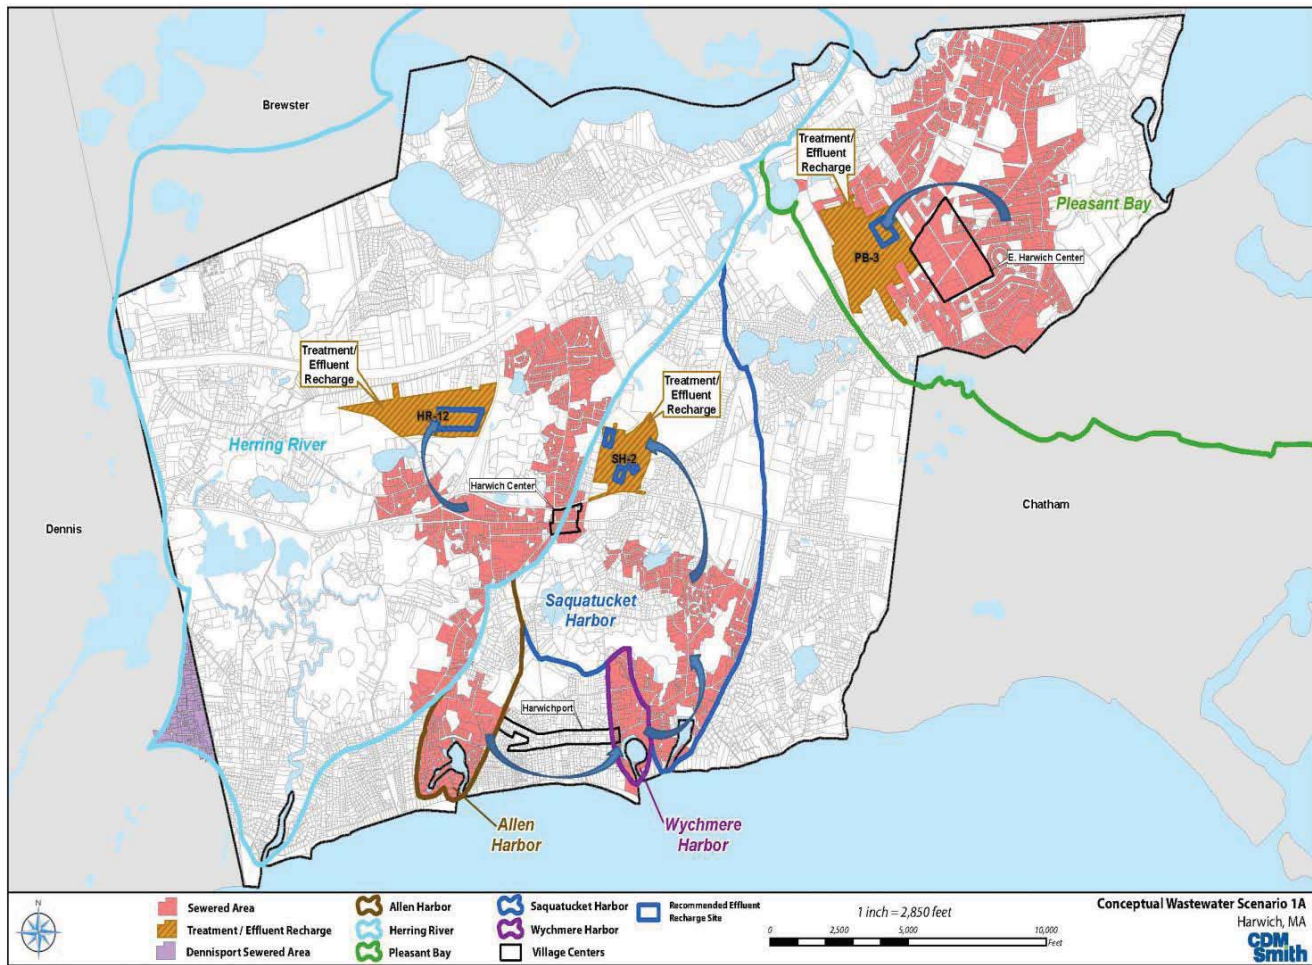 Brewster
Treatment/
Effluent
Recharge
Pleasant Bay
PB-3
E. Harwich Center
Treatment/
Effluent
Recharge
Treatment/
Effluent
Recharge
HR-12
Herring River
SH-2
Harwich Center
Dennis
Chatham
Saquatucket
Harbor
Harwichport
Allen
Harbor
Wychmere
Harbor
N
Sewered Area
Treatment / Effluent Recharge
Dennisport Sewered Area
Allen Harbor
Herring River
Pleasant Bay
Saquatucket Harbor
Wychmere Harbor
Village Centers
Recommended Effluent
Recharge Site
1 inch = 2,850 feet
0 2,500 5,000 10,000
Feet
Conceptual Wastewater Scenario 1A
Harwich, MA
CDM
Smith